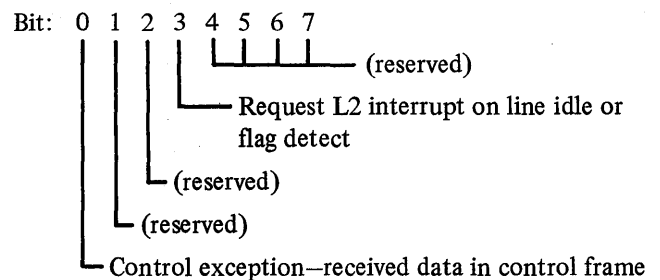 Bit: 0 1 2 3 4 5 6 7
(reserved)
Request L2 interrupt on line idle or
flag detect
(reserved)
(reserved)
Control exception—received data in control frame